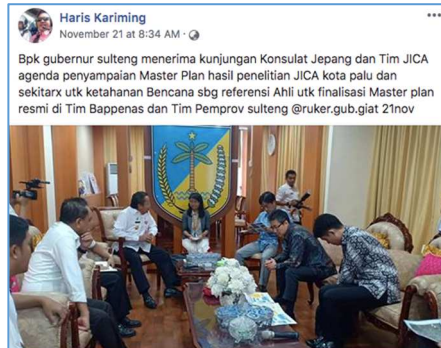 Haris Kariming
November 21 at 8:34 AM ·
Bpk gubernur sulteng menerima kunjungan Konsulat Jepang dan Tim JICA
agenda penyampaian Master Plan hasil penelitian JICA kota palu dan
sekitarx utk ketahanan Bencana sbg referensi Ahli utk finalisasi Master plan
resmi di Tim Bappenas dan Tim Pemprov sulteng @ruker.gub.giat 21nov